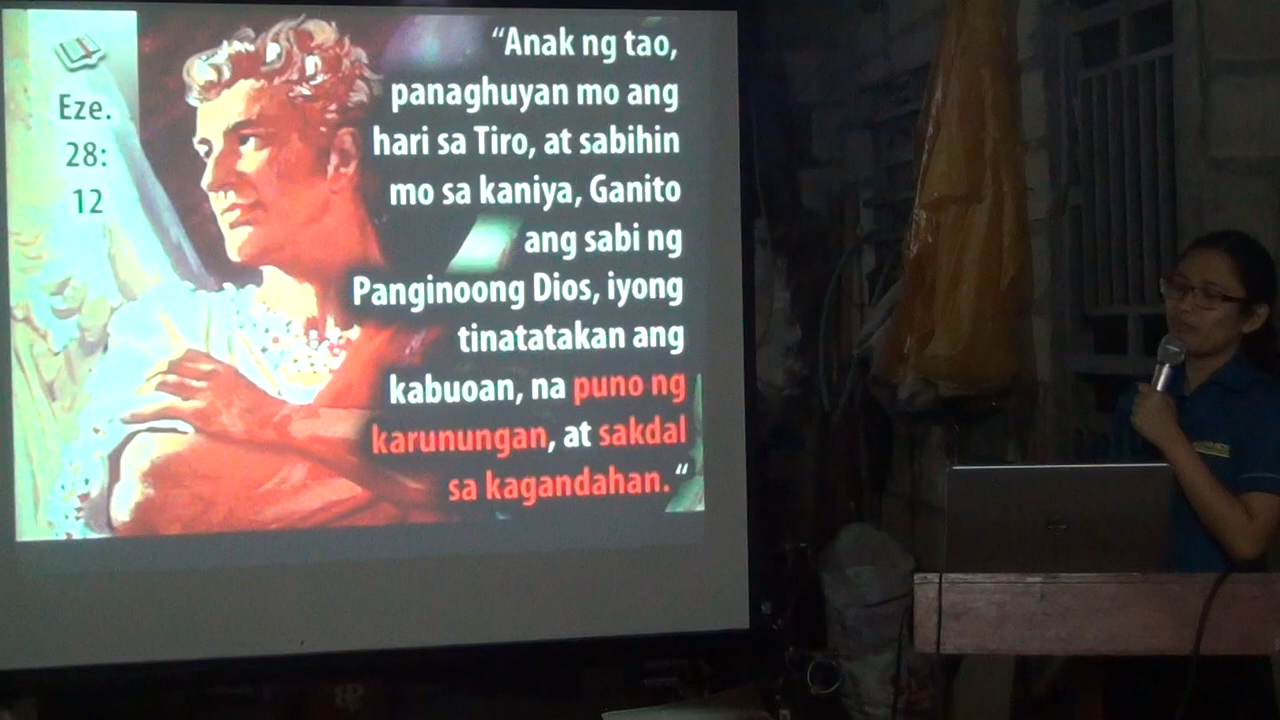 Eze.
28:
12
“Anak ng tao,
panaghuyan mo ang
hari sa Tiro, at sabihin
mo sa kaniya, Ganito
ang sabi ng
Panginoong Dios, iyong
tinatatakan ang
kabuoan, na puno ng
karunungan, at sakdal
sa kagandahan.“